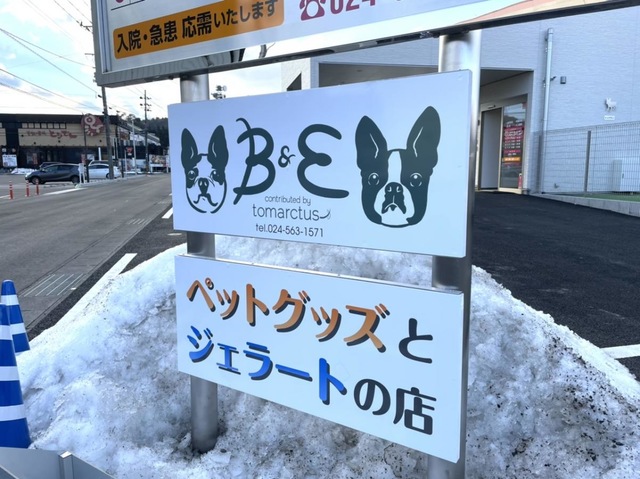 入院・急患 応需いたします
☎024-
B&E
contributed by
tomarctus
tel.024-563-1571
ペットグッズと
ジェラートの店